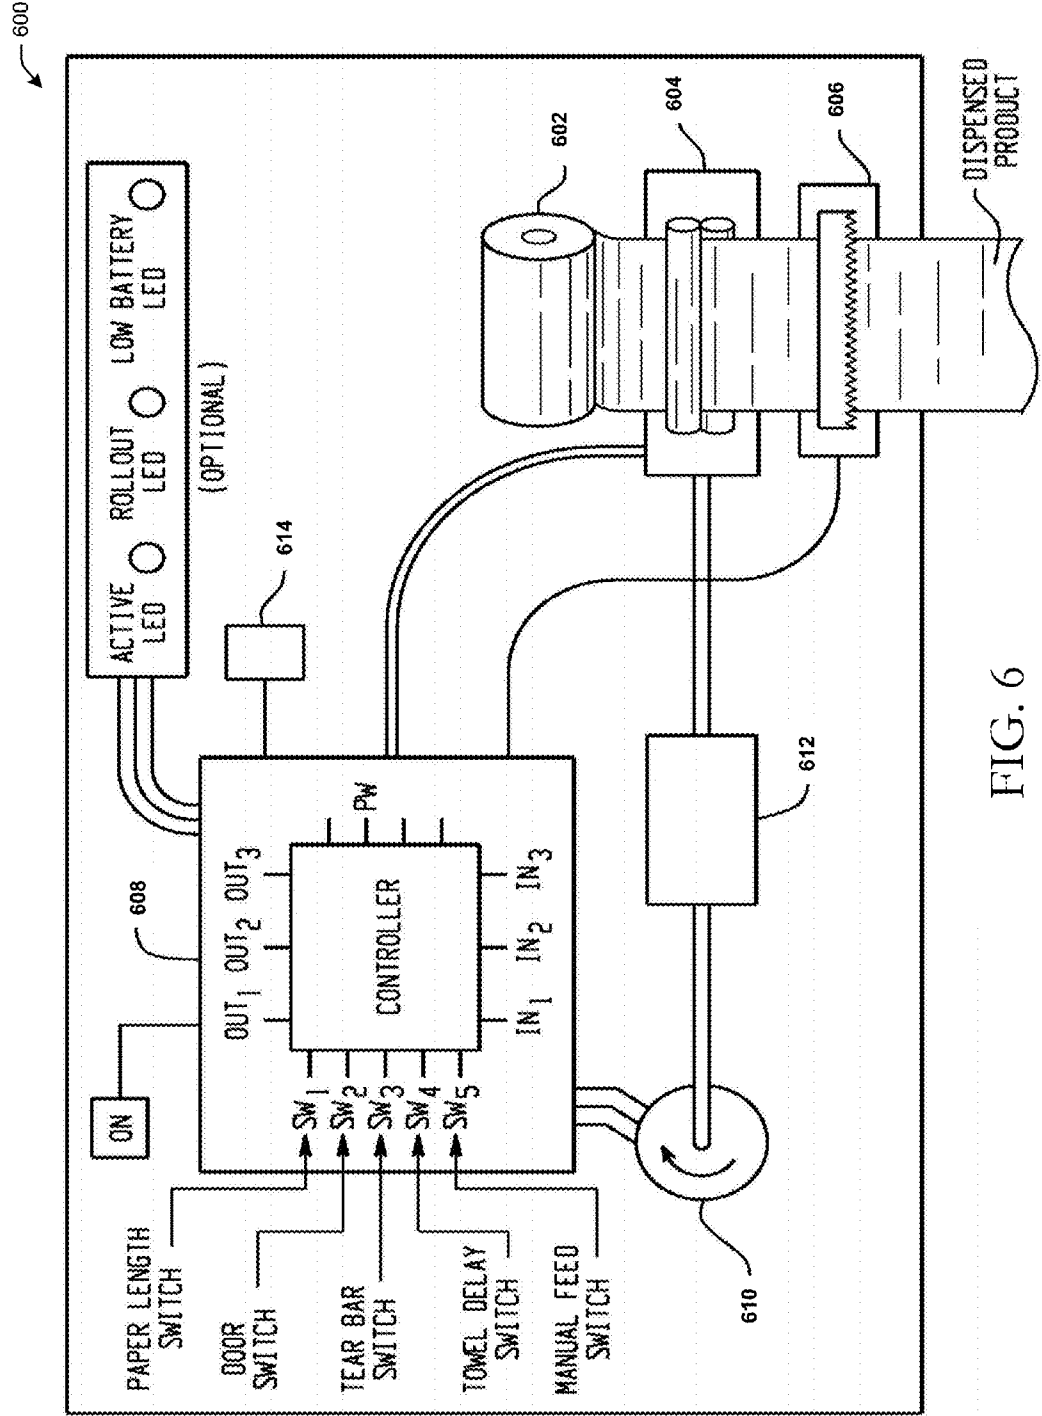 600
ACTIVE
LED
ROLLOUT
LED
LOW BATTERY
LED
(OPTIONAL)
ON
608
614
602
604
606
DISPENSED
PRODUCT
PAPER LENGTH
SWITCH
DOOR
SWITCH
TEAR BAR
SWITCH
TOWEL DELAY
SWITCH
MANUAL FEED
SWITCH
SW1
SW2
SW3
SW4
SW5
OUT1 OUT2 OUT3
CONTROLLER
PW
IN1 IN2 IN3
610
612
FIG. 6